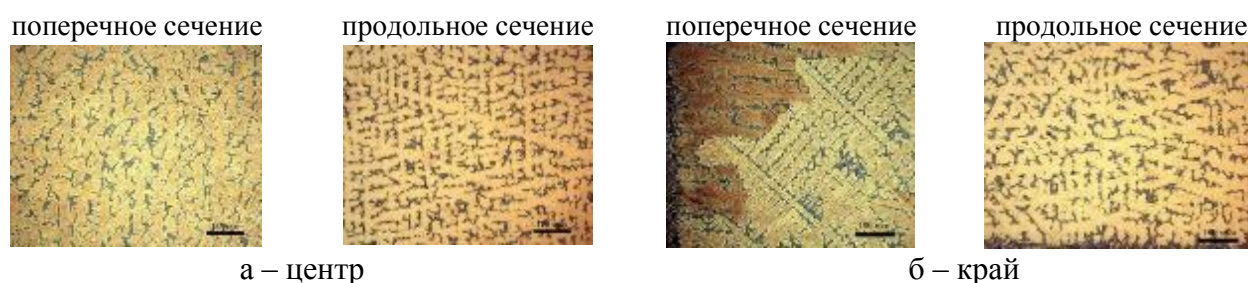 поперечное сечение продольное сечение поперечное сечение продольное сечение
а – центр б – край